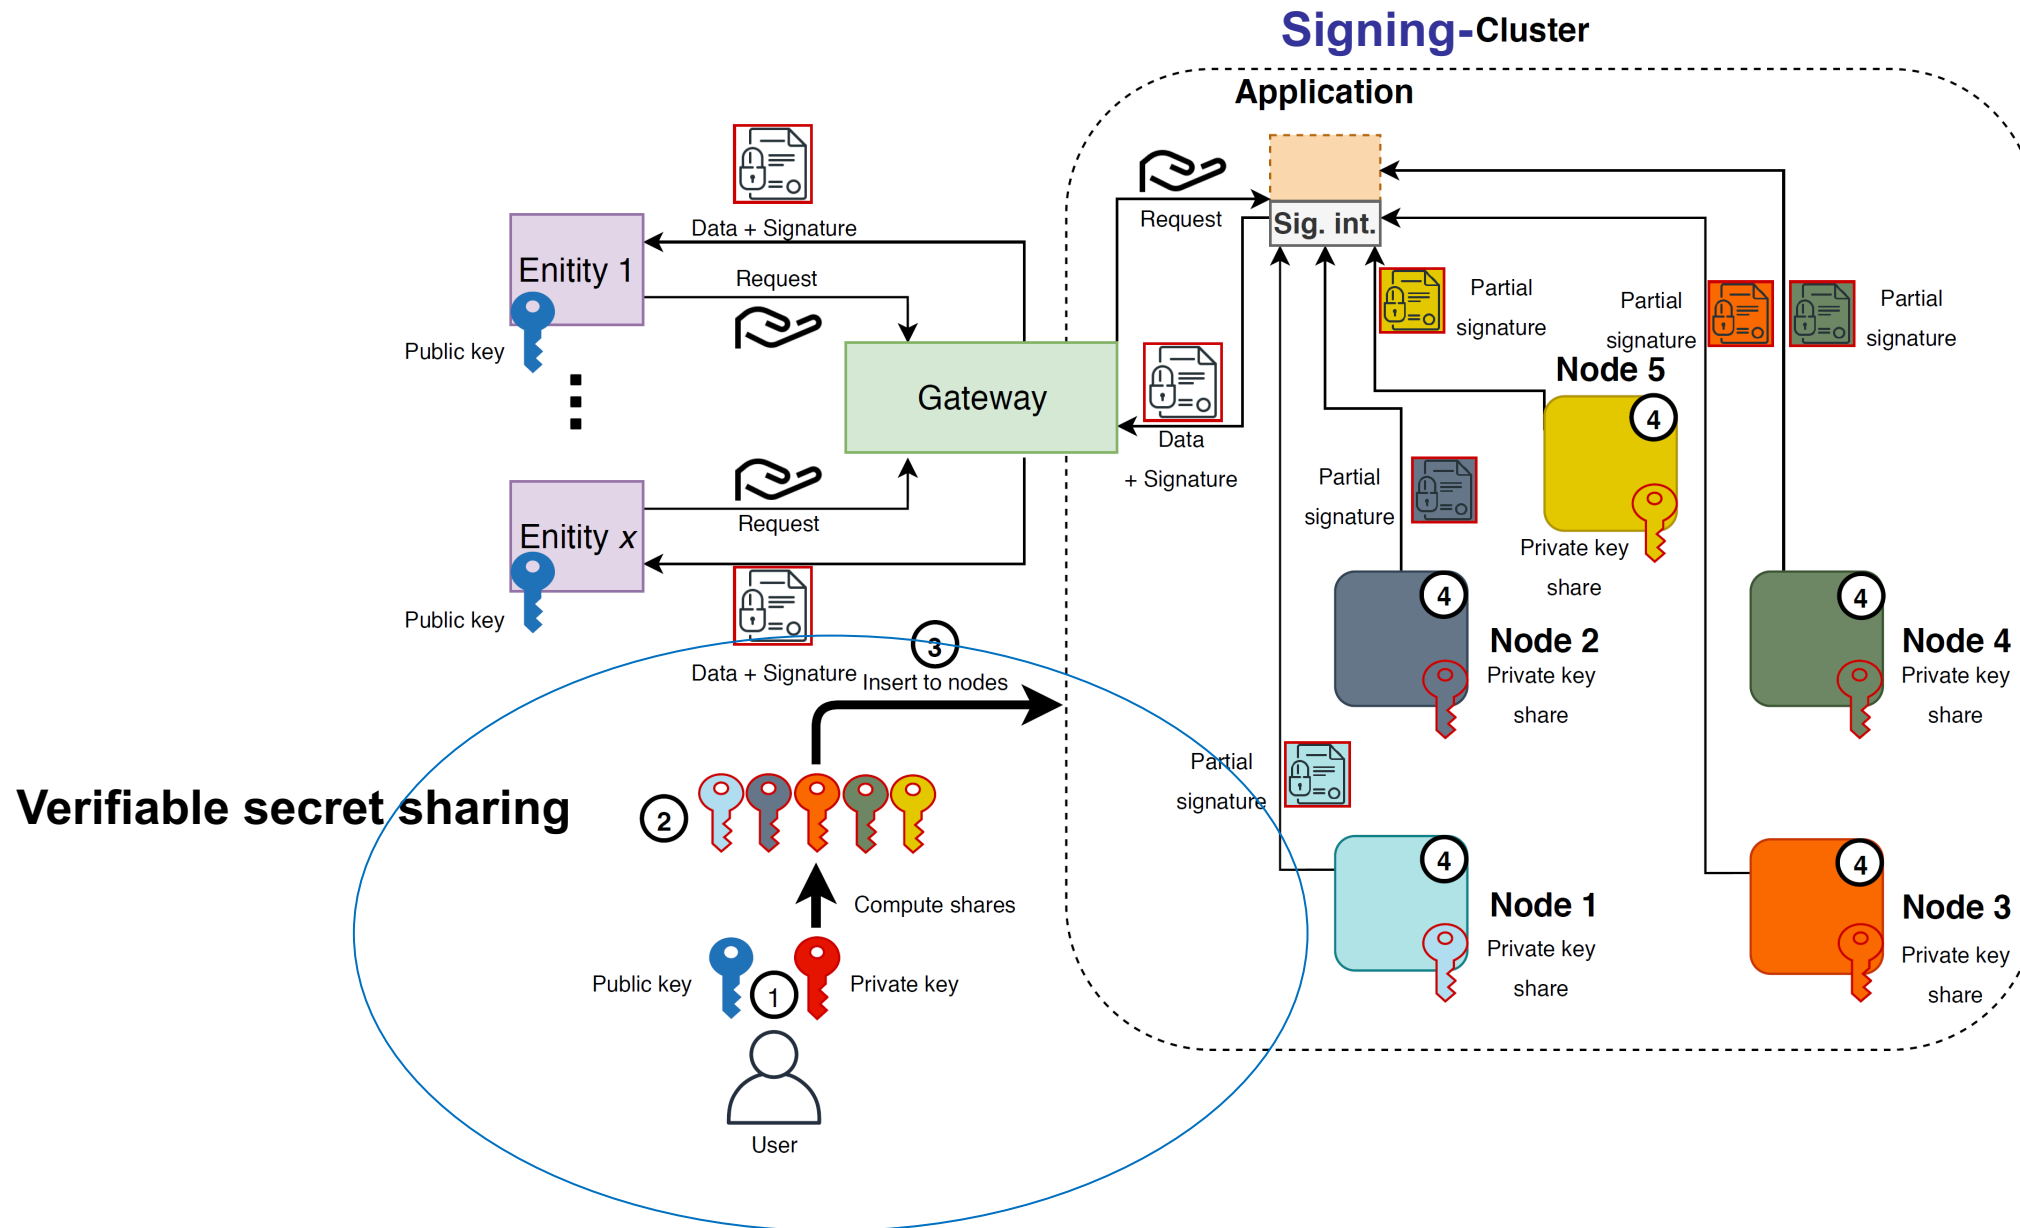 Signing-Cluster
Application
Data + Signature
Request
Sig. int.
Enitity 1
Request
Public key
Partial
signature
Partial
signature
Partial
signature
Node 5
4
Gateway
Data
+ Signature
Enitity x
Request
Public key
Partial
signature
Private key
share
4
Node 2
Private key
share
4
Node 4
Private key
share
3
Data + Signature
Insert to nodes
Partial
signature
Verifiable secret sharing
2
4
Node 1
Private key
share
4
Node 3
Private key
share
Compute shares
Public key
1
Private key
User